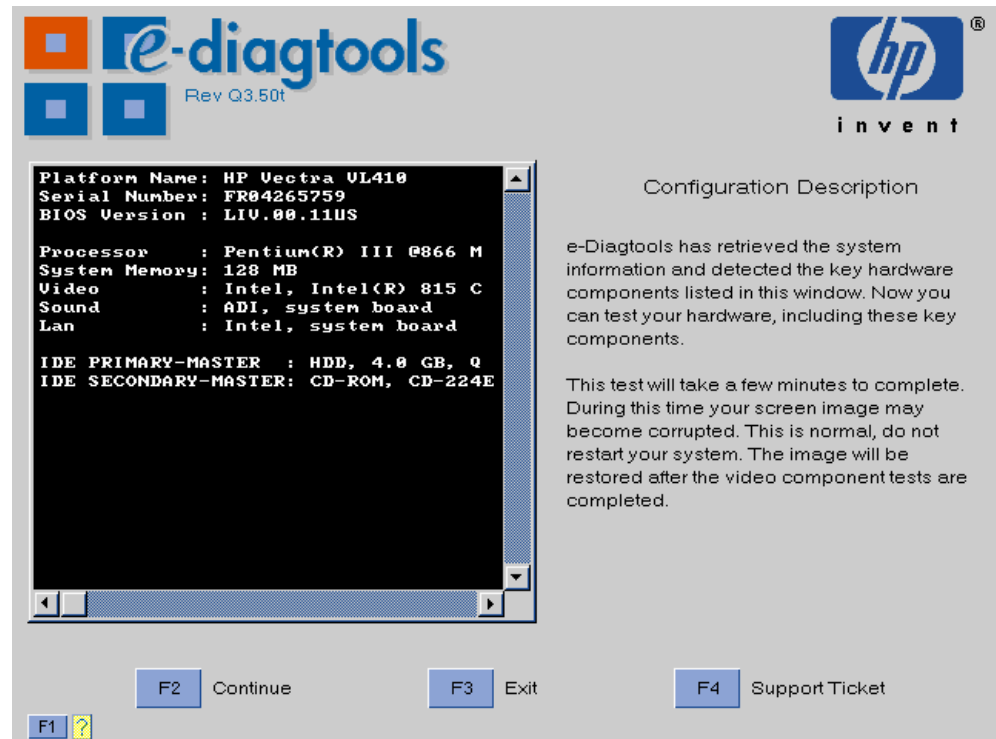 e-diagtools
Rev Q3.50t
hp
®
invent
Platform Name: HP Vectra VL410
Serial Number: FR04265759
BIOS Version : LIV.00.11US
Processor : Pentium(R) III @866 M
System Memory: 128 MB
Video : Intel, Intel(R) 815 C
Sound : ADI, system board
Lan : Intel, system board
IDE PRIMARY-MASTER : HDD, 4.0 GB, Q
IDE SECONDARY-MASTER: CD-ROM, CD-224E
Configuration Description
e-Diagtools has retrieved the system
information and detected the key hardware
components listed in this window. Now you
can test your hardware, including these key
components.
This test will take a few minutes to complete.
During this time your screen image may
become corrupted. This is normal, do not
restart your system. The image will be
restored after the video component tests are
completed.
F2 Continue
F3 Exit
F4 Support Ticket
F1 ?